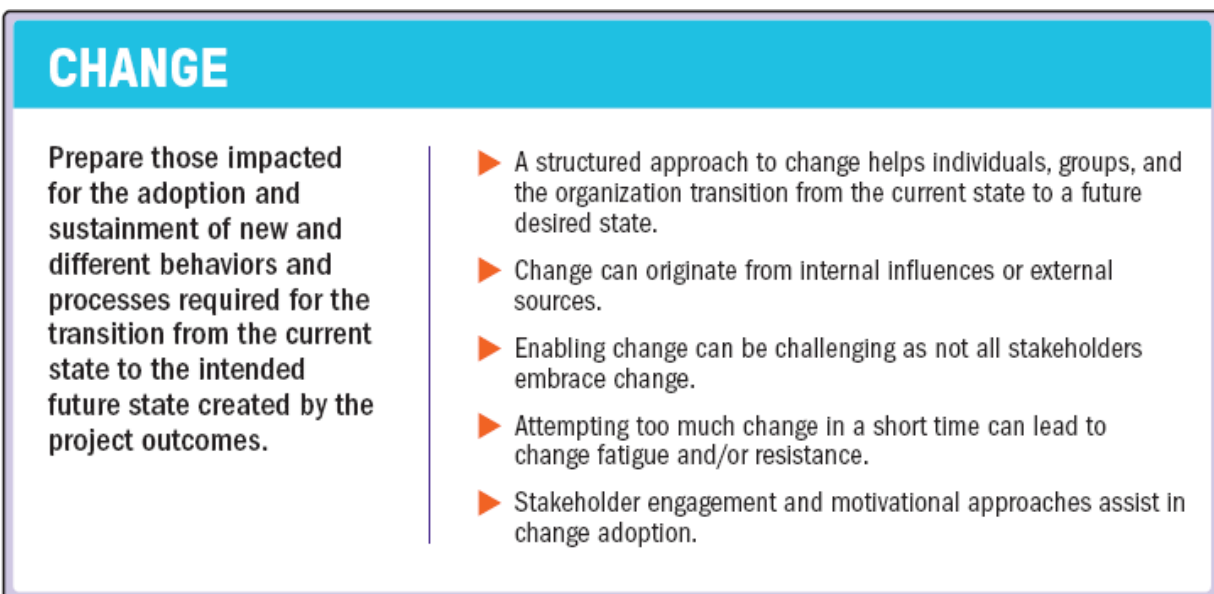 CHANGE
Prepare those impacted
for the adoption and
sustainment of new and
different behaviors and
processes required for the
transition from the current
state to the intended
future state created by the
project outcomes.
A structured approach to change helps individuals, groups, and
the organization transition from the current state to a future
desired state.
Change can originate from internal influences or external
sources.
Enabling change can be challenging as not all stakeholders
embrace change.
Attempting too much change in a short time can lead to
change fatigue and/or resistance.
Stakeholder engagement and motivational approaches assist in
change adoption.